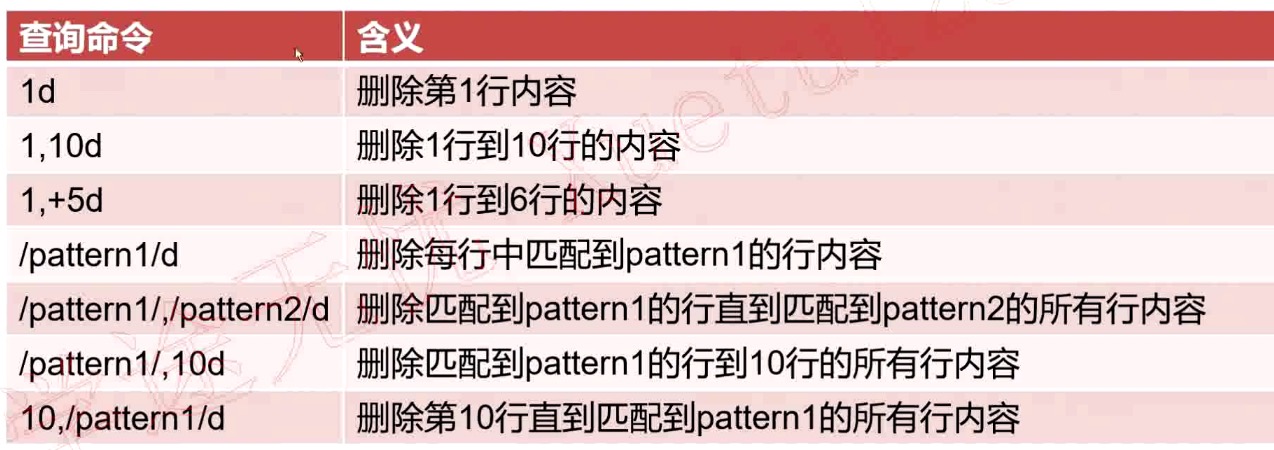 查询命令 含义
1d 删除第1行内容
1,10d 删除1行到10行的内容
1,+5d 删除1行到6行的内容
/pattern1/d 删除每行中匹配到pattern1的行内容
/pattern1/,/pattern2/d 删除匹配到pattern1的行直到匹配到pattern2的所有行内容
/pattern1/,10d 删除匹配到pattern1的行到10行的所有行内容
10,/pattern1/d 删除第10行直到匹配到pattern1的所有行内容